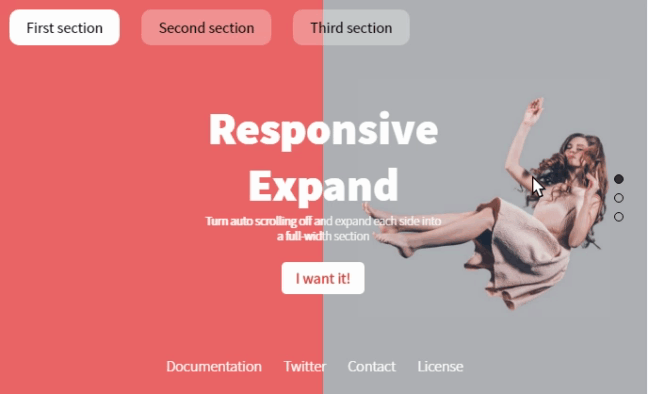 First section
Second section
Third section
Responsive
Expand
Turn auto scrolling off and expand each side into
a full-width section
I want it!
Documentation
Twitter
Contact
License